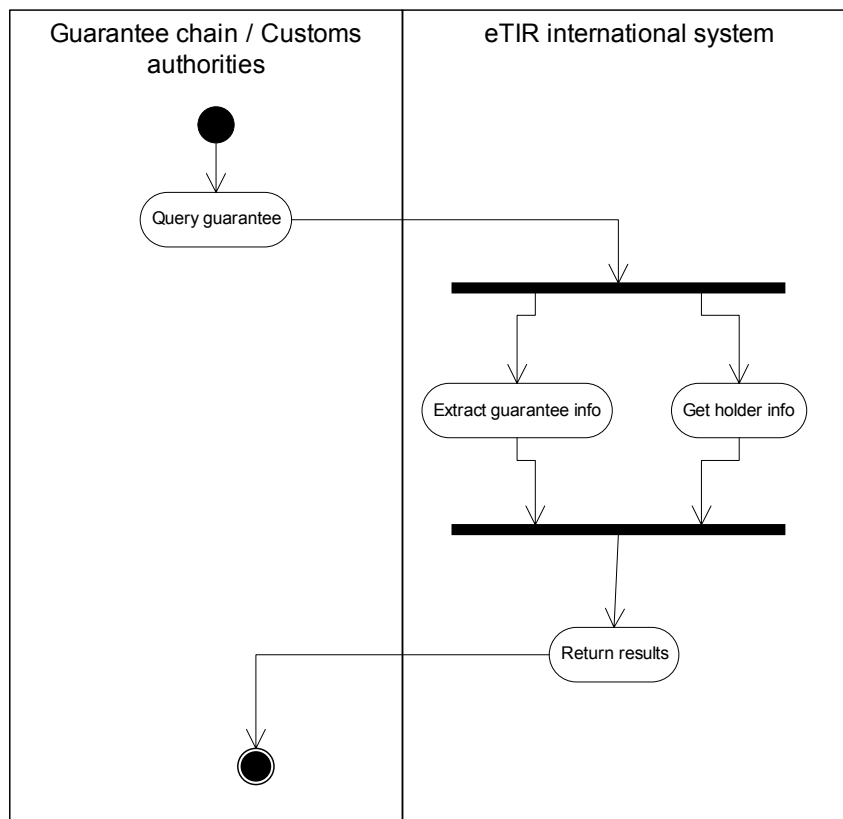 Guarantee chain / Customs
authorities
eTIR international system
Query guarantee
Extract guarantee info
Get holder info
Return results